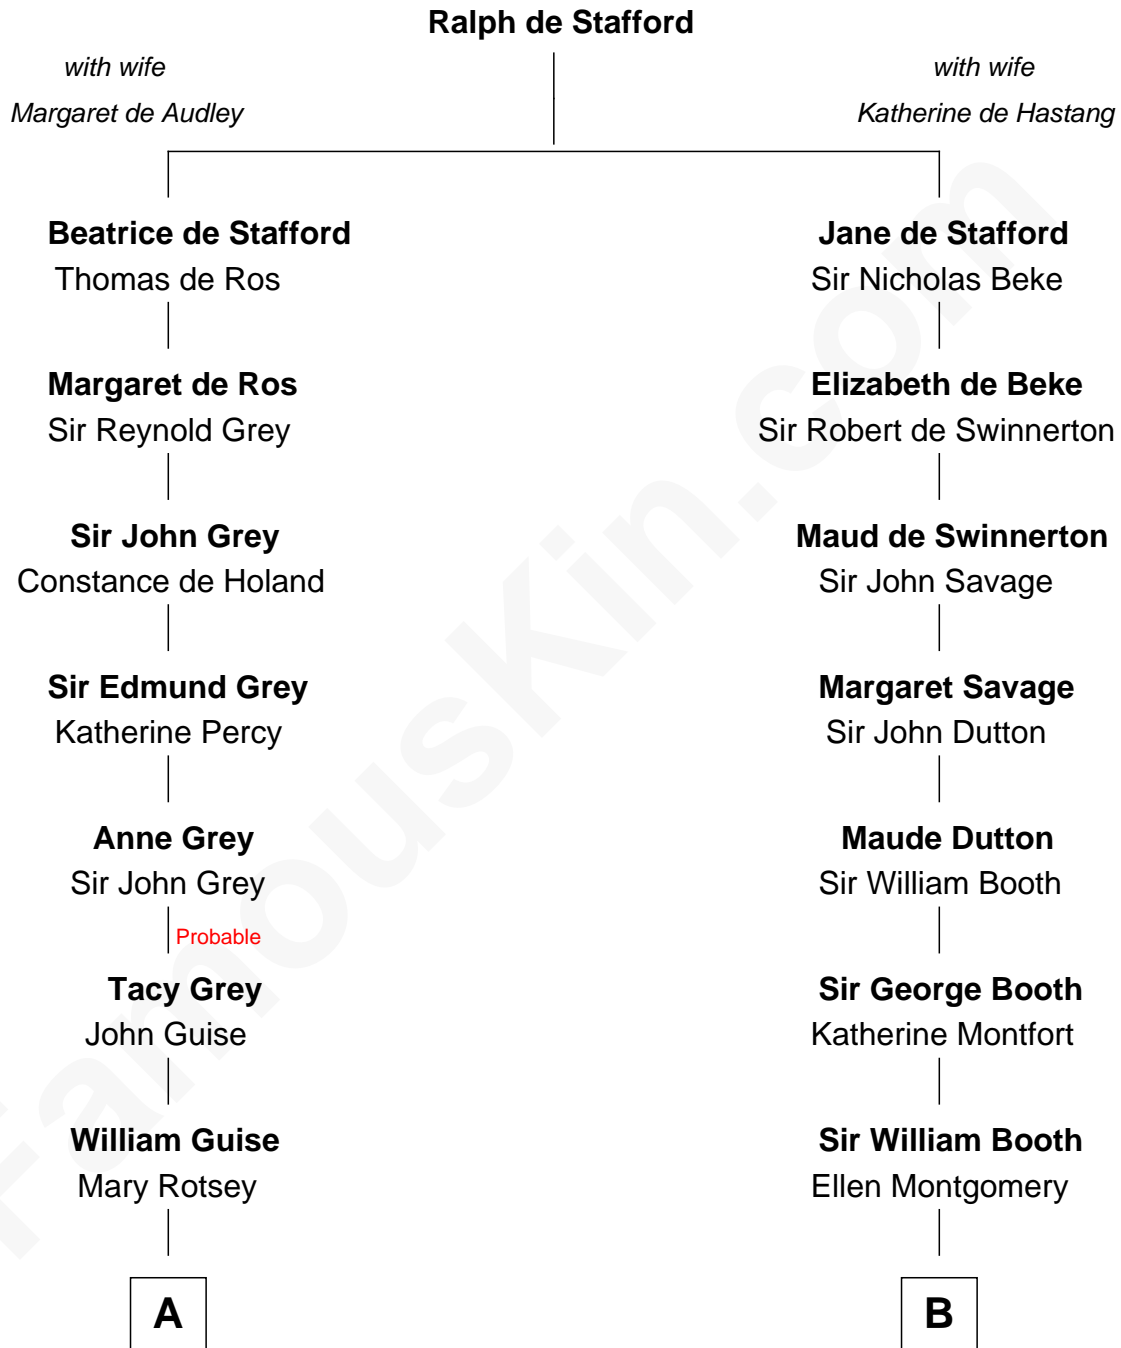 Ralph de Stafford
with wife
Margaret de Audley
with wife
Katherine de Hastang
Beatrice de Stafford
Thomas de Ros
Jane de Stafford
Sir Nicholas Beke
Margaret de Ros
Sir Reynold Grey
Elizabeth de Beke
Sir Robert de Swinnerton
Sir John Grey
Constance de Holand
Maud de Swinnerton
Sir John Savage
Sir Edmund Grey
Katherine Percy
Margaret Savage
Sir John Dutton
Anne Grey
Sir John Grey
Probable
Maude Dutton
Sir William Booth
Tacy Grey
John Guise
Sir George Booth
Katherine Montfort
William Guise
Mary Rotsey
Sir William Booth
Ellen Montgomery
A
B
FamousKin.com